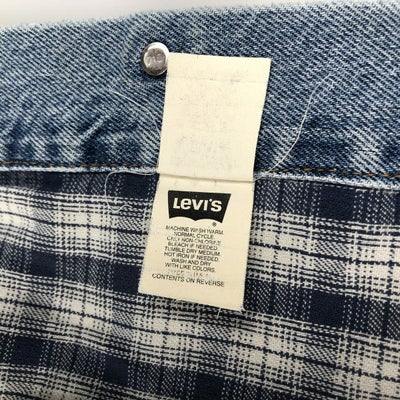 LEVI'S
®
MACHINE WASH WARM.
NORMAL CYCLE.
ONLY NON-CHLORINE
BLEACH IF NEEDED.
TUMBLE DRY MEDIUM.
HOT IRON IF NEEDED.
WASH AND DRY
WITH LIKE COLORS.
CONTENTS ON REVERSE